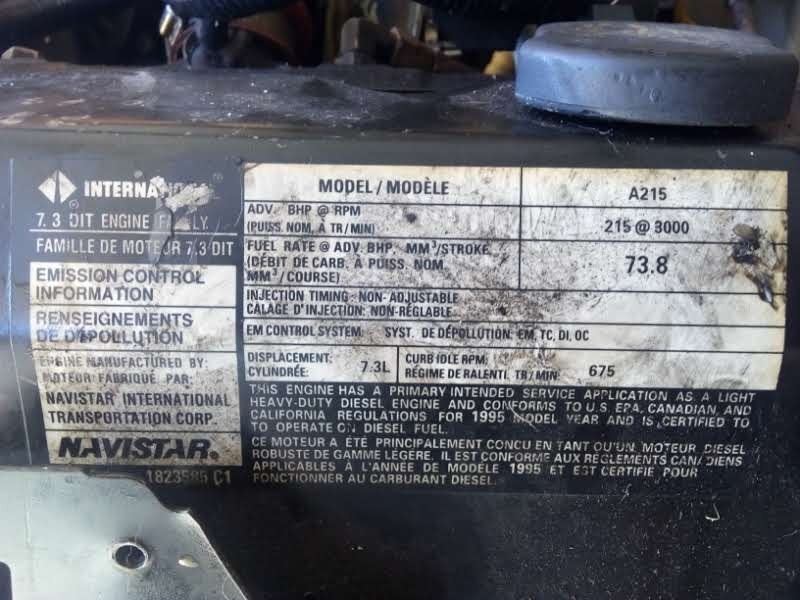 INTERNA
7.3 DIT ENGINE F LY
FAMILLE DE MOTEUR 7.3 DIT
EMISSION CONTROL
INFORMATION
RENSEIGNEMENTS
DE DÉPOLLUTION
ENGINE MANUFACTURED BY:
MOTEUR FABRIQUÉ PAR:
NAVISTAR INTERNATIONAL
TRANSPORTATION CORP.
NAVISTAR.
1823585 C1
MODEL / MODÈLE A215
ADV. BHP @ RPM
(PUISS. NOM, À TR / MIN) 215 @ 3000
FUEL RATE @ ADV. BHP, MM³/STROKE
(DÉBIT DE CARB. À PUISS. NOM 73.8
MM³/COURSE)
INJECTION TIMING: NON-ADJUSTABLE
CALAGE D'INJECTION: NON-RÉGLABLE
EM CONTROL SYSTEM: SYST. DE DÉPOLLUTION: EM, TC, DI, OC
DISPLACEMENT:
CYLINDRÉE: 7.3L
CURB IDLE RPM:
RÉGIME DE RALENTI, TR / MIN: 675
THIS ENGINE HAS A PRIMARY INTENDED SERVICE APPLICATION AS A LIGHT
HEAVY-DUTY DIESEL ENGINE AND CONFORMS TO U.S. EPA, CANADIAN, AND
CALIFORNIA REGULATIONS FOR 1995 MODEL YEAR AND IS CERTIFIED TO
TO OPERATE ON DIESEL FUEL.
CE MOTEUR A ÉTÉ PRINCIPALEMENT CONCU EN TANT QU'UN MOTEUR DIESEL
ROBUSTE DE GAMME LÉGÈRE. IL EST CONFORME AUX RÈGLEMENTS CANADIENS
APPLICABLES À L'ANNÉE DE MODÈLE 1995 ET EST CERTIFIÉ POUR
FONCTIONNER AU CARBURANT DIESEL.